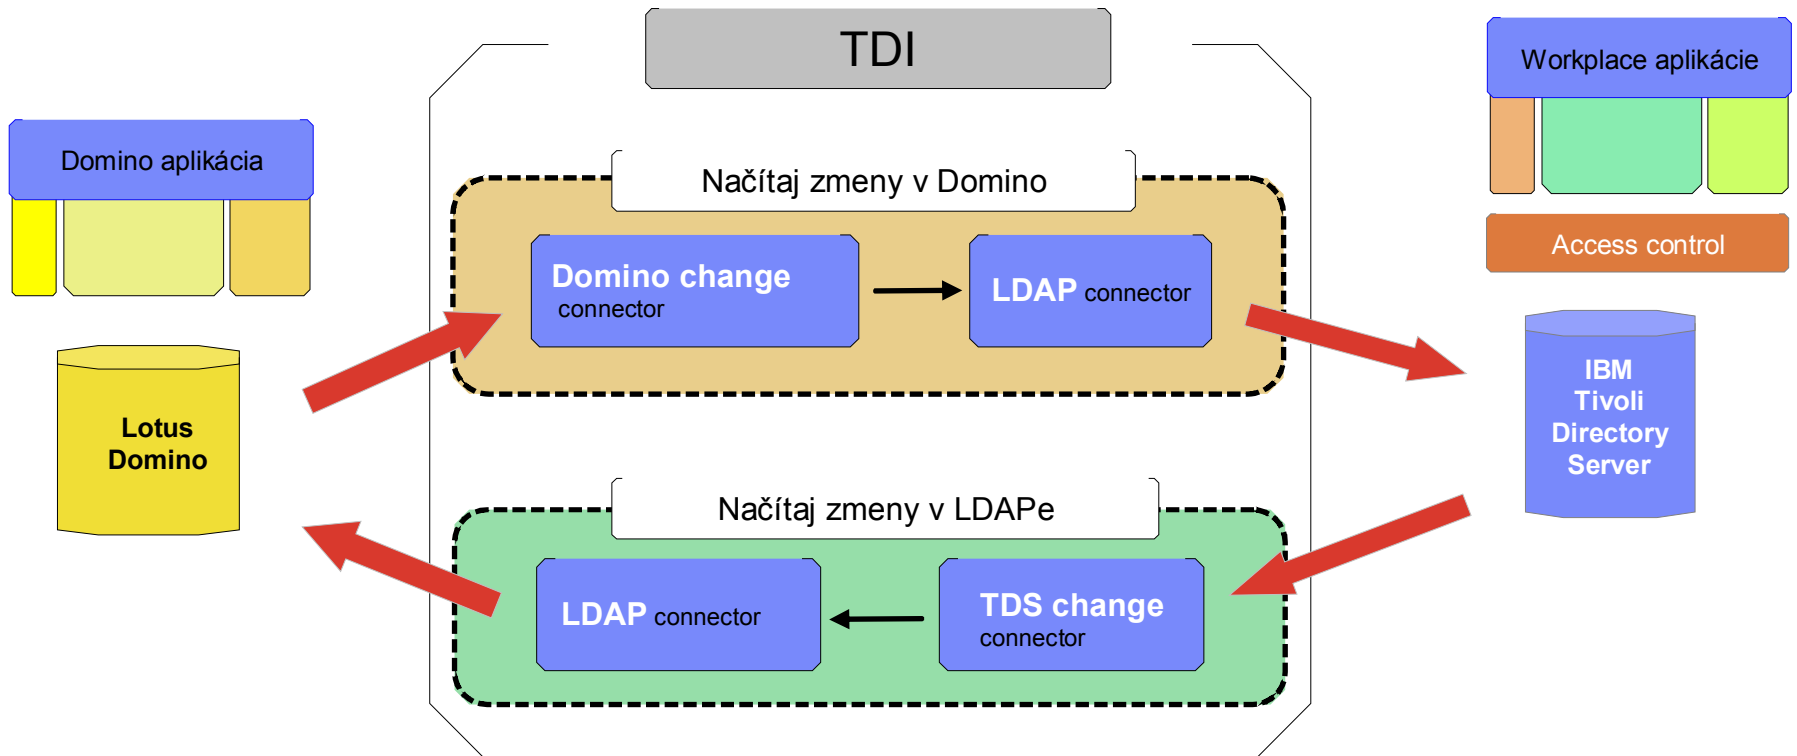 TDI
Workplace aplikácie
Domino aplikácia
Načítaj zmeny v Domino
Access control
Domino change
connector
LDAP connector
IBM
Tivoli
Directory
Server
Lotus
Domino
Načítaj zmeny v LDAPe
LDAP connector
TDS change
connector